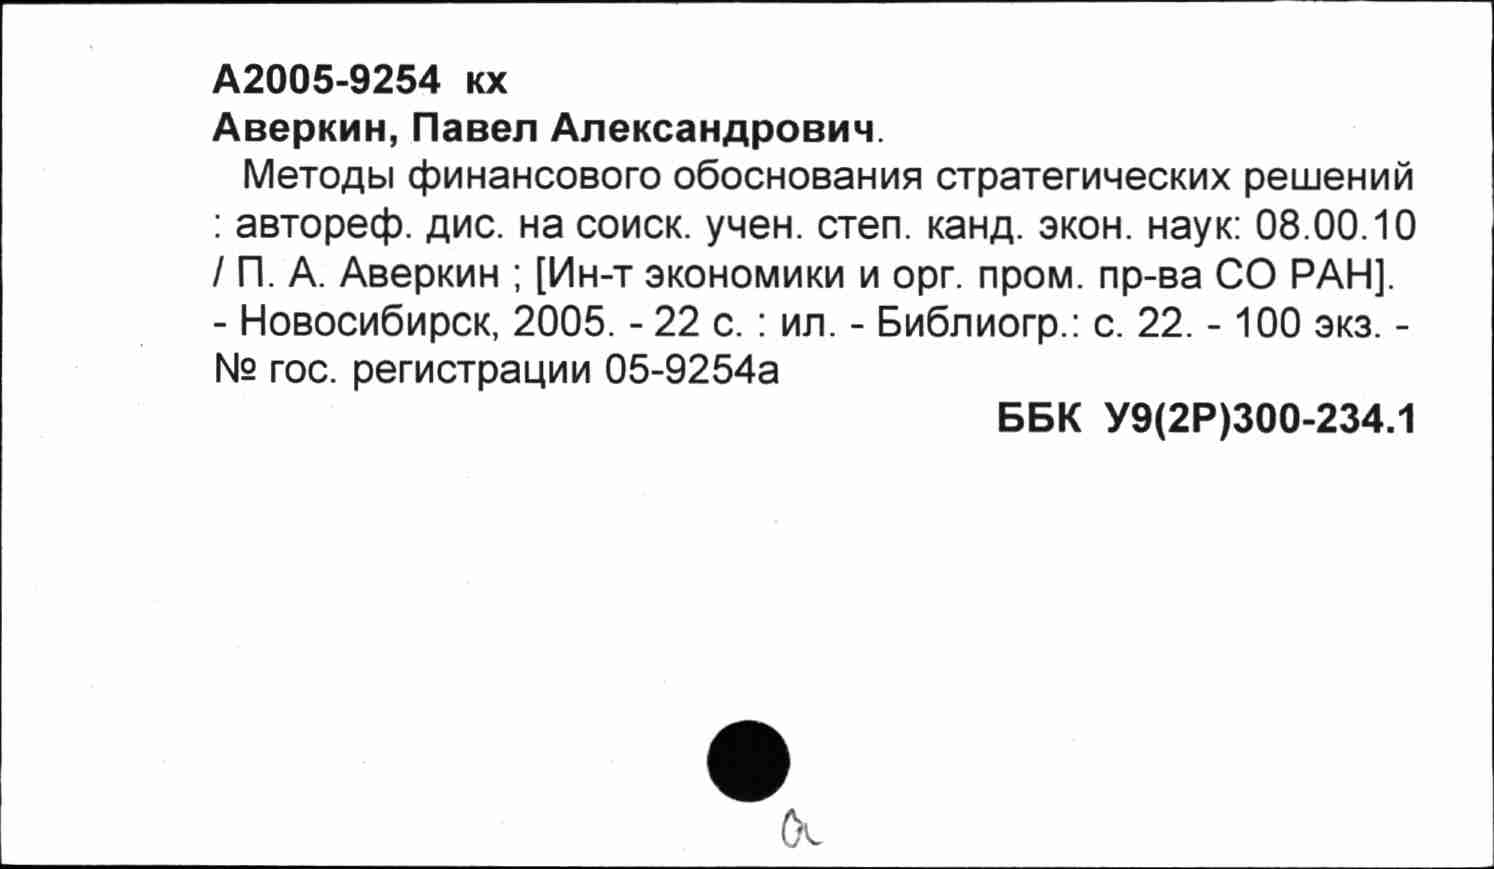 А2005-9254 кх
Аверкин, Павел Александрович.
Методы финансового обоснования стратегических решений
: автореф. дис. на соиск. учен. степ. канд. экон. наук: 08.00.10
/ П. А. Аверкин ; [Ин-т экономики и орг. пром. пр-ва СО РАН].
- Новосибирск, 2005. - 22 с. : ил. - Библиогр.: с. 22. - 100 экз. -
№ гос. регистрации 05-9254а
ББК У9(2Р)300-234.1
а